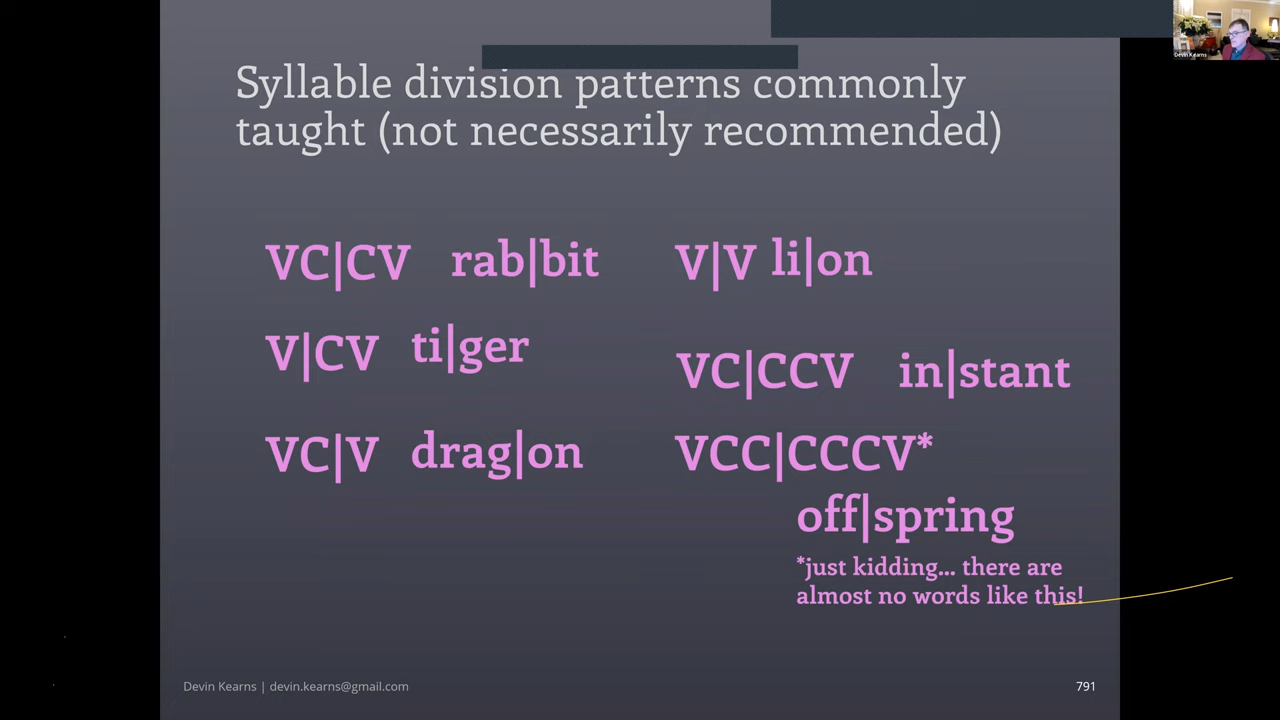 Devin Kearns
Syllable division patterns commonly
taught (not necessarily recommended)
VC|CV rab|bit
V|CV ti|ger
VC|V drag|on
V|V li|on
VC|CCV in|stant
VCC|CCCV*
off|spring
*just kidding... there are
almost no words like this!
Devin Kearns | devin.kearns@gmail.com
791